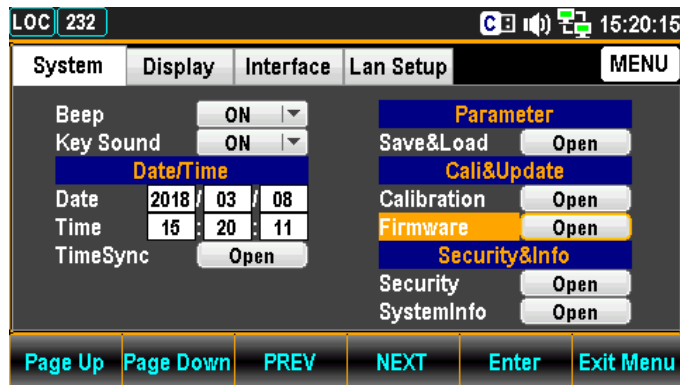 LOC 232 C 15:20:15
System Display Interface Lan Setup MENU
Beep ON
Key Sound ON
Date/Time
Date 2018 / 03 / 08
Time 15 : 20 : 11
TimeSync Open
Parameter
Save&Load Open
Cali&Update
Calibration Open
Firmware Open
Security&Info
Security Open
SystemInfo Open
Page Up Page Down PREV NEXT Enter Exit Menu